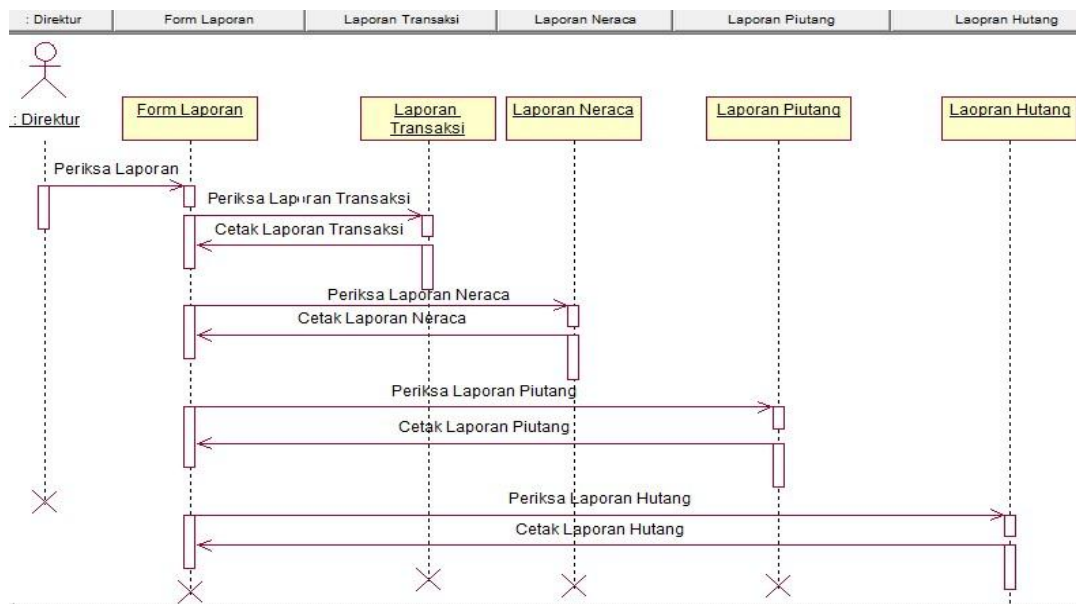 : Direktur
Form Laporan
Laporan Transaksi
Laporan Neraca
Laporan Piutang
Laopran Hutang
: Direktur
Form Laporan
Laporan
Transaksi
Laporan Neraca
Laporan Piutang
Laopran Hutang
Periksa Laporan
Periksa Laporan Transaksi
Cetak Laporan Transaksi
Periksa Laporan Neraca
Cetak Laporan Neraca
Periksa Laporan Piutang
Cetak Laporan Piutang
Periksa Laporan Hutang
Cetak Laporan Hutang